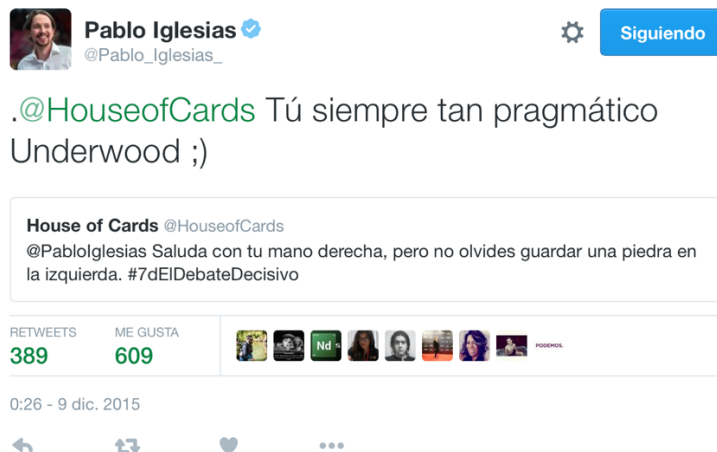 Pablo Iglesias
@Pablo_Iglesias_
Siguiendo
.@HouseofCards Tú siempre tan pragmático
Underwood ;)
House of Cards @HouseofCards
@PabloIglesias Saluda con tu mano derecha, pero no olvides guardar una piedra en
la izquierda. #7dElDebateDecisivo
RETWEETS
389
ME GUSTA
609
Nd
PODEMOS.
0:26 - 9 dic. 2015